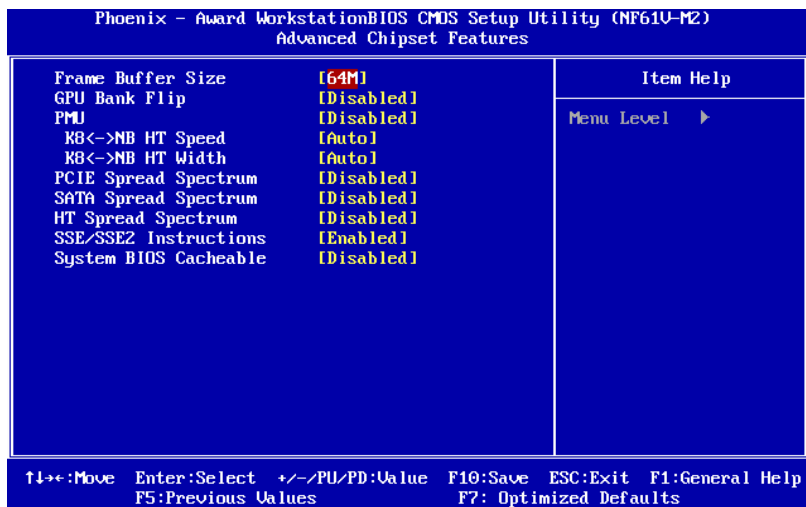 Phoenix - Award WorkstationBIOS CMOS Setup Utility (NF61V-M2)
Advanced Chipset Features
Frame Buffer Size [64M]
GPU Bank Flip [Disabled]
PMU [Disabled]
K8<->NB HT Speed [Auto]
K8<->NB HT Width [Auto]
PCIE Spread Spectrum [Disabled]
SATA Spread Spectrum [Disabled]
HT Spread Spectrum [Disabled]
SSE/SSE2 Instructions [Enabled]
System BIOS Cacheable [Disabled]
Item Help
Menu Level ▶
↑↓→←:Move Enter:Select +/-/PU/PD:Value F10:Save ESC:Exit F1:General Help
F5:Previous Values F7: Optimized Defaults